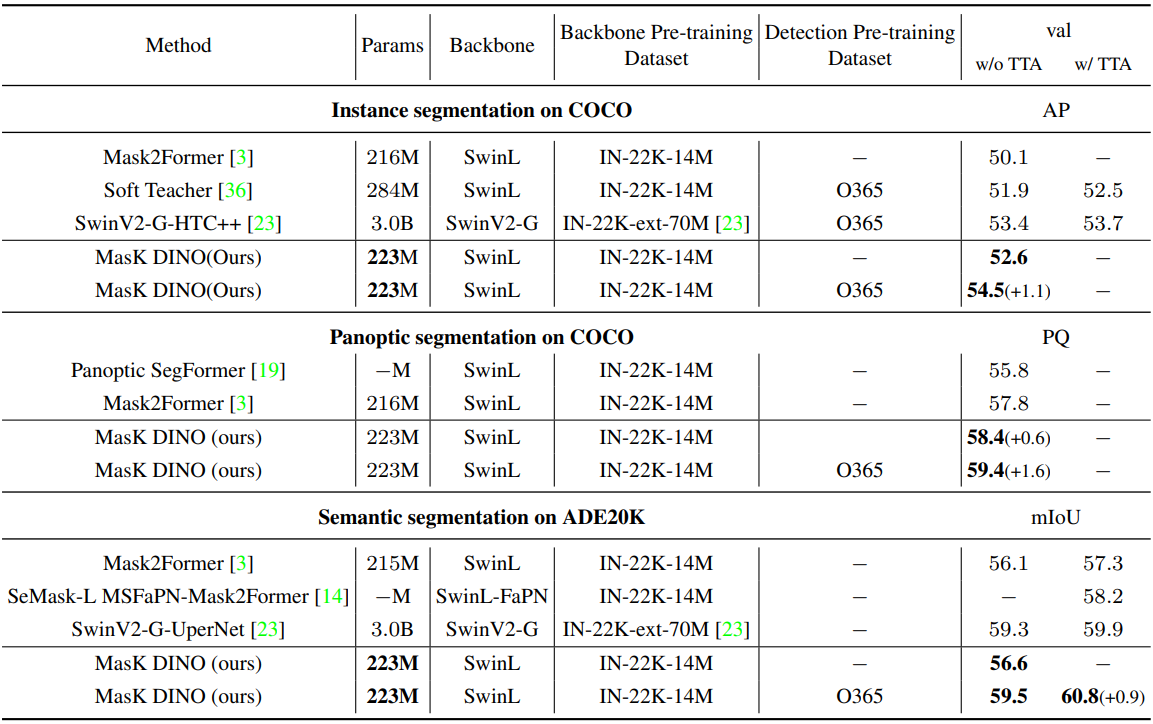 Method Params Backbone Backbone Pre-training Dataset Detection Pre-training Dataset val
w/o TTA w/ TTA
Instance segmentation on COCO AP
Mask2Former [3] 216M SwinL IN-22K-14M − 50.1 −
Soft Teacher [36] 284M SwinL IN-22K-14M O365 51.9 52.5
SwinV2-G-HTC++ [23] 3.0B SwinV2-G IN-22K-ext-70M [23] O365 53.4 53.7
MasK DINO(Ours) 223M SwinL IN-22K-14M − 52.6 −
MasK DINO(Ours) 223M SwinL IN-22K-14M O365 54.5(+1.1) −
Panoptic segmentation on COCO PQ
Panoptic SegFormer [19] −M SwinL IN-22K-14M − 55.8 −
Mask2Former [3] 216M SwinL IN-22K-14M − 57.8 −
MasK DINO (ours) 223M SwinL IN-22K-14M 58.4(+0.6) −
MasK DINO (ours) 223M SwinL IN-22K-14M O365 59.4(+1.6) −
Semantic segmentation on ADE20K mIoU
Mask2Former [3] 215M SwinL IN-22K-14M − 56.1 57.3
SeMask-L MSFaPN-Mask2Former [14] −M SwinL-FaPN IN-22K-14M − − 58.2
SwinV2-G-UperNet [23] 3.0B SwinV2-G IN-22K-ext-70M [23] − 59.3 59.9
MasK DINO (ours) 223M SwinL IN-22K-14M − 56.6 −
MasK DINO (ours) 223M SwinL IN-22K-14M O365 59.5 60.8(+0.9)